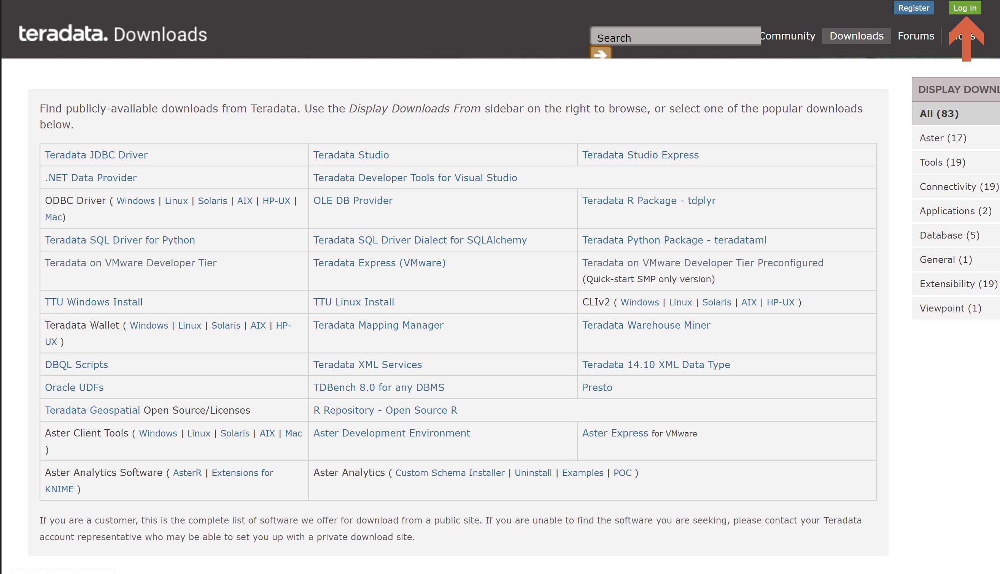 Register Log in
teradata. Downloads
Search
Community Downloads Forums
DISPLAY DOWNL
Find publicly-available downloads from Teradata. Use the Display Downloads From sidebar on the right to browse, or select one of the popular downloads
below.
All (83)
Aster (17)
Tools (19)
Connectivity (19)
Applications (2)
Database (5)
General (1)
Extensibility (19)
Viewpoint (1)
Teradata JDBC Driver Teradata Studio Teradata Studio Express
.NET Data Provider Teradata Developer Tools for Visual Studio
ODBC Driver ( Windows | Linux | Solaris | AIX | HP-UX |
Mac)
OLE DB Provider Teradata R Package - tdplyr
Teradata SQL Driver for Python Teradata SQL Driver Dialect for SQLAlchemy Teradata Python Package - teradataml
Teradata on VMware Developer Tier Teradata Express (VMware) Teradata on VMware Developer Tier Preconfigured
(Quick-start SMP only version)
TTU Windows Install TTU Linux Install CLIv2 ( Windows | Linux | Solaris | AIX | HP-UX )
Teradata Wallet ( Windows | Linux | Solaris | AIX | HP-
UX )
Teradata Mapping Manager Teradata Warehouse Miner
DBQL Scripts Teradata XML Services Teradata 14.10 XML Data Type
Oracle UDFs TDBench 8.0 for any DBMS Presto
Teradata Geospatial Open Source/Licenses R Repository - Open Source R
Aster Client Tools ( Windows | Linux | Solaris | AIX | Mac
)
Aster Development Environment Aster Express for VMware
Aster Analytics Software ( AsterR | Extensions for
KNIME )
Aster Analytics ( Custom Schema Installer | Uninstall | Examples | POC )
If you are a customer, this is the complete list of software we offer for download from a public site. If you are unable to find the software you are seeking, please contact your Teradata
account representative who may be able to set you up with a private download site.